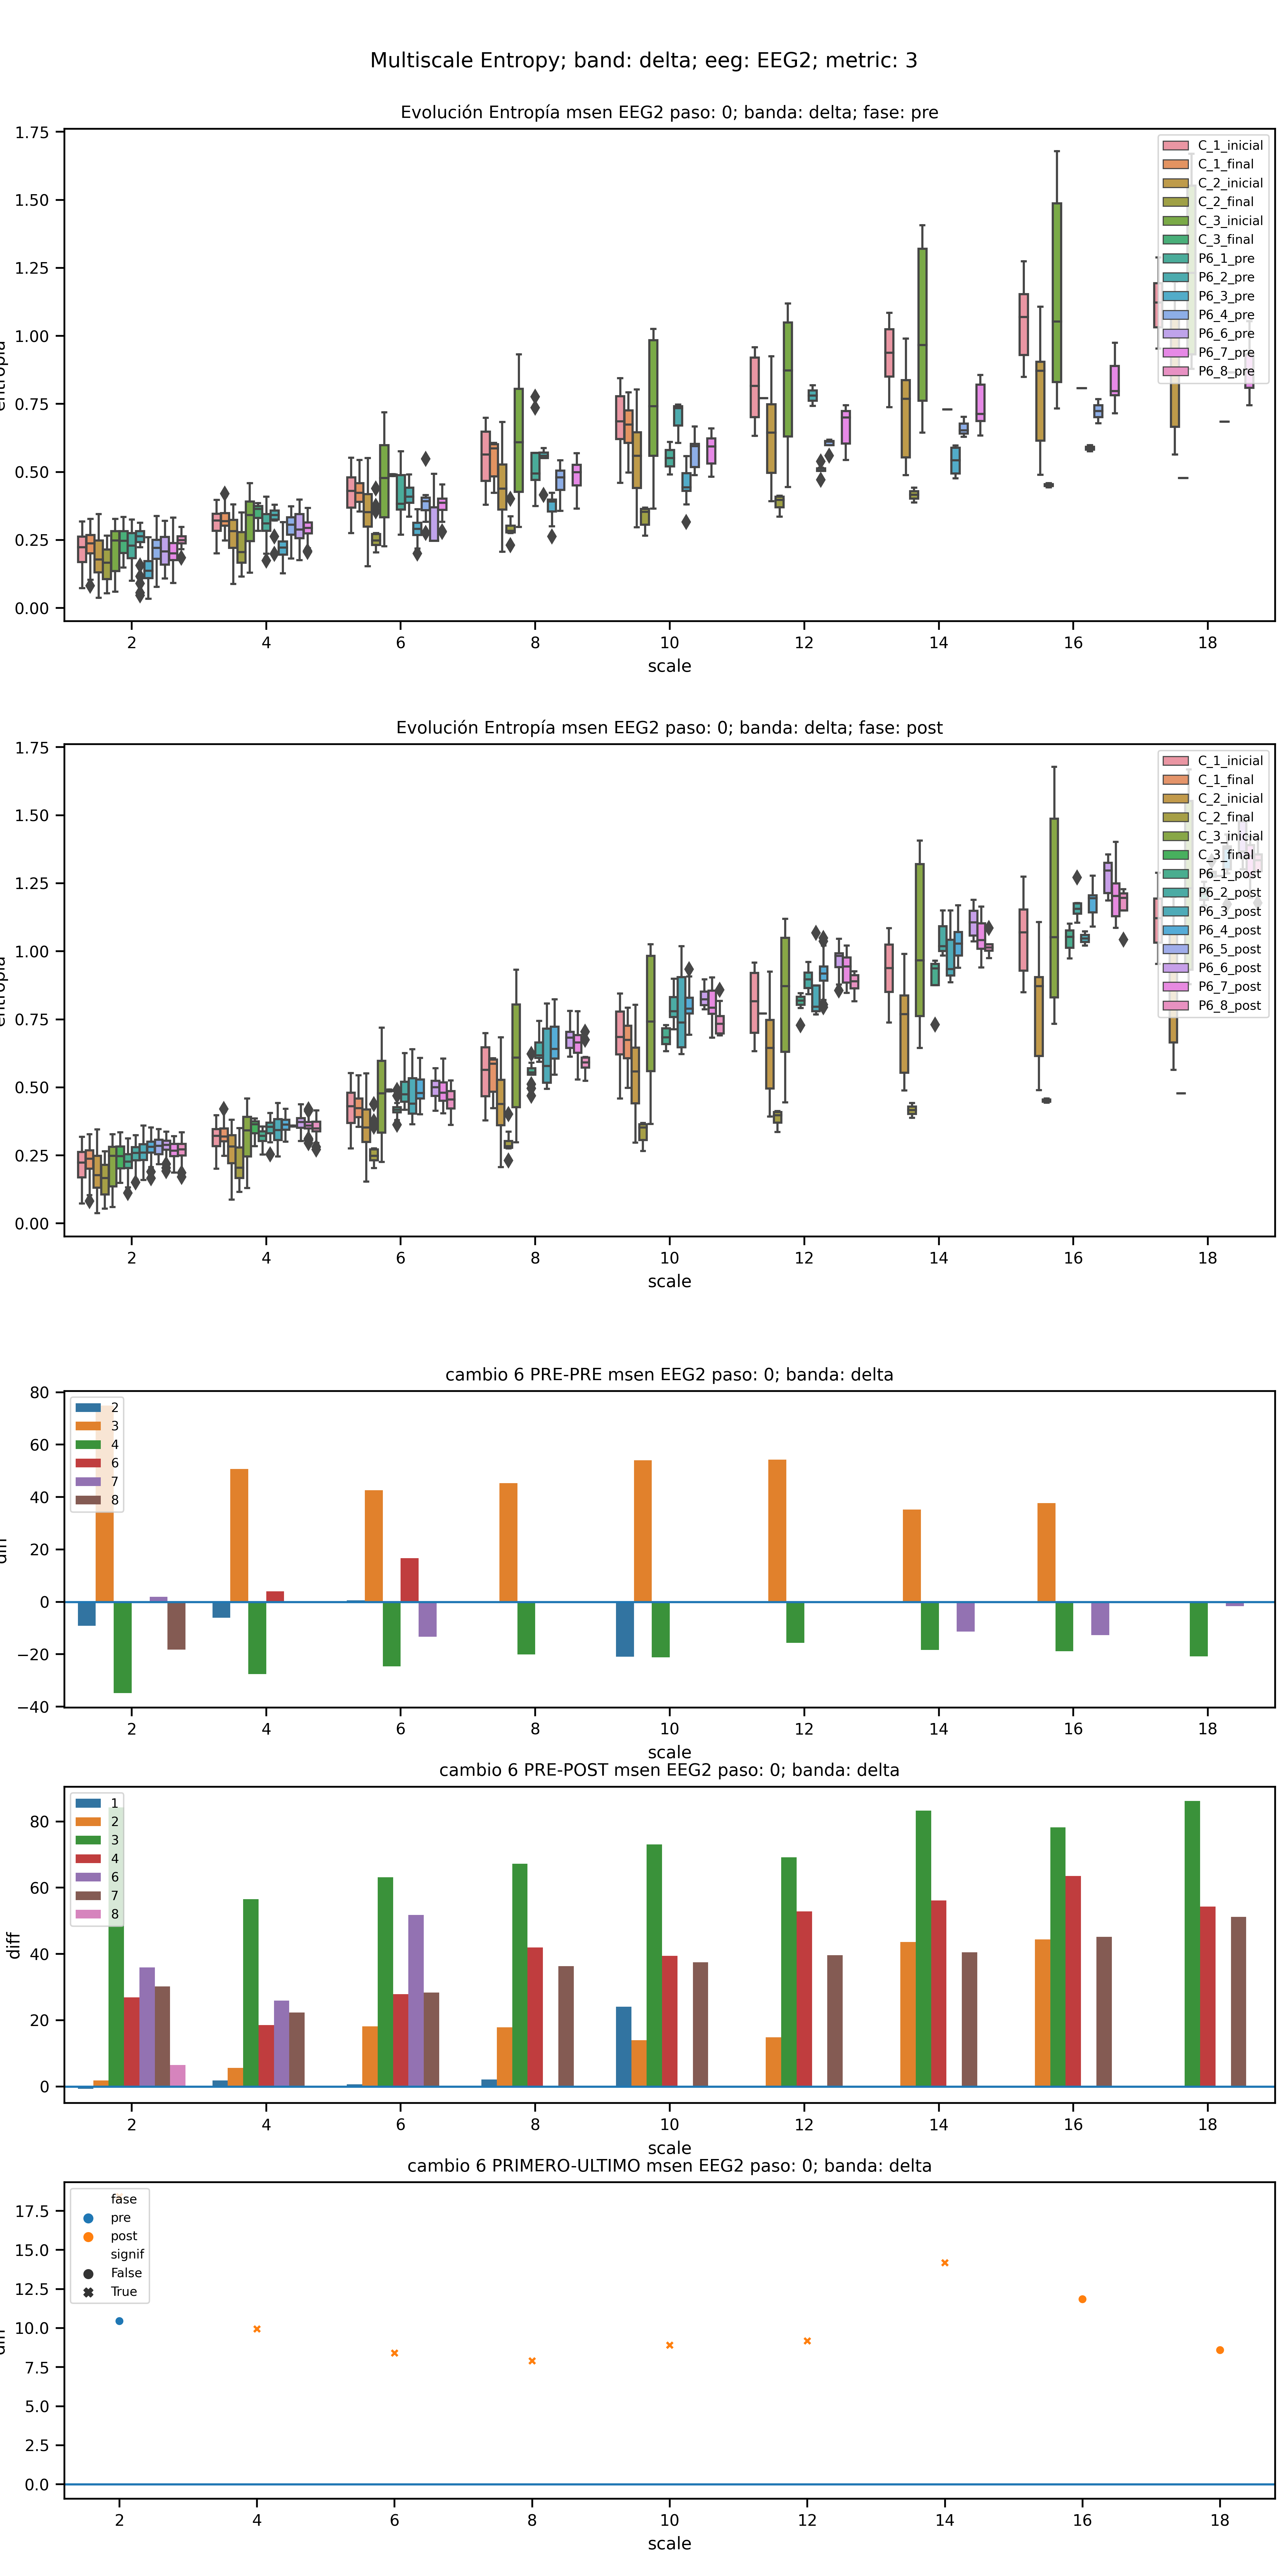 Multiscale Entropy; band: delta; eeg: EEG2; metric: 3
Evolución Entropía msen EEG2 paso: 0; banda: delta; fase: pre
1.75
1.50
1.25
1.00
0.75
0.50
0.25
0.00
C_1_inicial
C_1_final
C_2_inicial
C_2_final
C_3_inicial
C_3_final
P6_1_pre
P6_2_pre
P6_3_pre
P6_4_pre
P6_6_pre
P6_7_pre
P6_8_pre
2 4 6 8 10 12 14 16 18
scale
Evolución Entropía msen EEG2 paso: 0; banda: delta; fase: post
1.75
1.50
1.25
1.00
0.75
0.50
0.25
0.00
C_1_inicial
C_1_final
C_2_inicial
C_2_final
C_3_inicial
C_3_final
P6_1_post
P6_2_post
P6_3_post
P6_4_post
P6_5_post
P6_6_post
P6_7_post
P6_8_post
2 4 6 8 10 12 14 16 18
scale
cambio 6 PRE-PRE msen EEG2 paso: 0; banda: delta
80
60
40
20
0
−20
−40
2
3
4
6
7
8
2 4 6 8 10 12 14 16 18
scale
cambio 6 PRE-POST msen EEG2 paso: 0; banda: delta
diff
80
60
40
20
0
1
2
3
4
6
7
8
2 4 6 8 10 12 14 16 18
scale
cambio 6 PRIMERO-ULTIMO msen EEG2 paso: 0; banda: delta
17.5
15.0
12.5
10.0
7.5
5.0
2.5
0.0
fase
pre
post
signif
False
True
2 4 6 8 10 12 14 16 18
scale